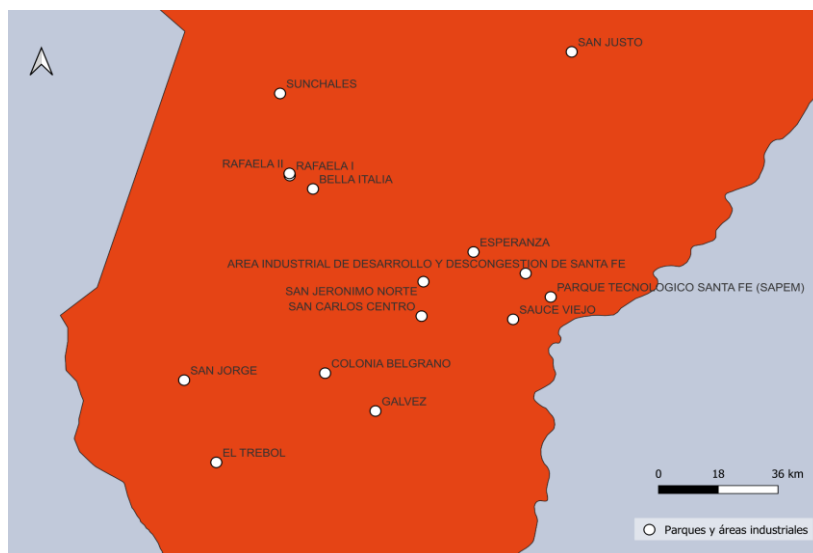 SAN JUSTO
SUNCHALES
RAFAELA II
RAFAELA I
BELLA ITALIA
ESPERANZA
AREA INDUSTRIAL DE DESARROLLO Y DESCONGESTION DE SANTA FE
SAN JERONIMO NORTE
PARQUE TECNOLOGICO SANTA FE (SAPEM)
SAN CARLOS CENTRO
SAUCE VIEJO
COLONIA BELGRANO
SAN JORGE
GALVEZ
EL TREBOL
0 18 36 km
Parques y áreas industriales